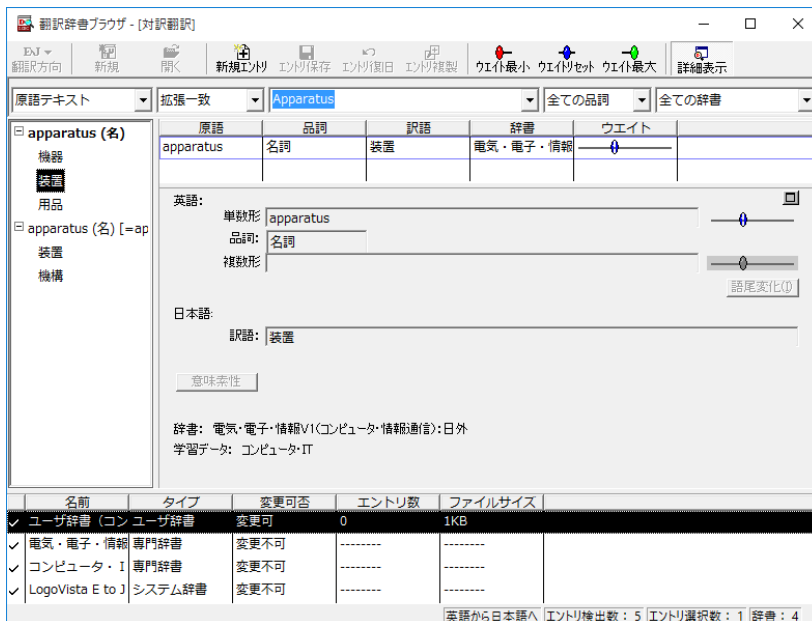 翻訳辞書ブラウザ - [対訳翻訳]
E›J
翻訳方向 新規 開く 新規エントリ エントリ保存 エントリ復旧 エントリ複製 ウエイト最小 ウエイトリセット ウエイト最大 詳細表示
原語テキスト 拡張一致 Apparatus 全ての品詞 全ての辞書
apparatus (名)
機器
装置
用品
apparatus (名) [=ap
装置
機構
原語 品詞 訳語 辞書 ウエイト
apparatus 名詞 装置 電気・電子・情報
英語:
単数形 apparatus
品詞: 名詞
複数形
語尾変化(I)
日本語:
訳語: 装置
意味索性
辞書: 電気・電子・情報V1(コンピュータ・情報通信):日外
学習データ: コンピュータ・IT
名前 タイプ 変更可否 エントリ数 ファイルサイズ
ユーザ辞書(コン ユーザ辞書 変更可 0 1KB
電気・電子・情報 専門辞書 変更不可 -------- --------
コンピュータ・I 専門辞書 変更不可 -------- --------
LogoVista E to J システム辞書 変更不可 -------- --------
英語から日本語へ エントリ検出数: 5 エントリ選択数: 1 辞書: 4